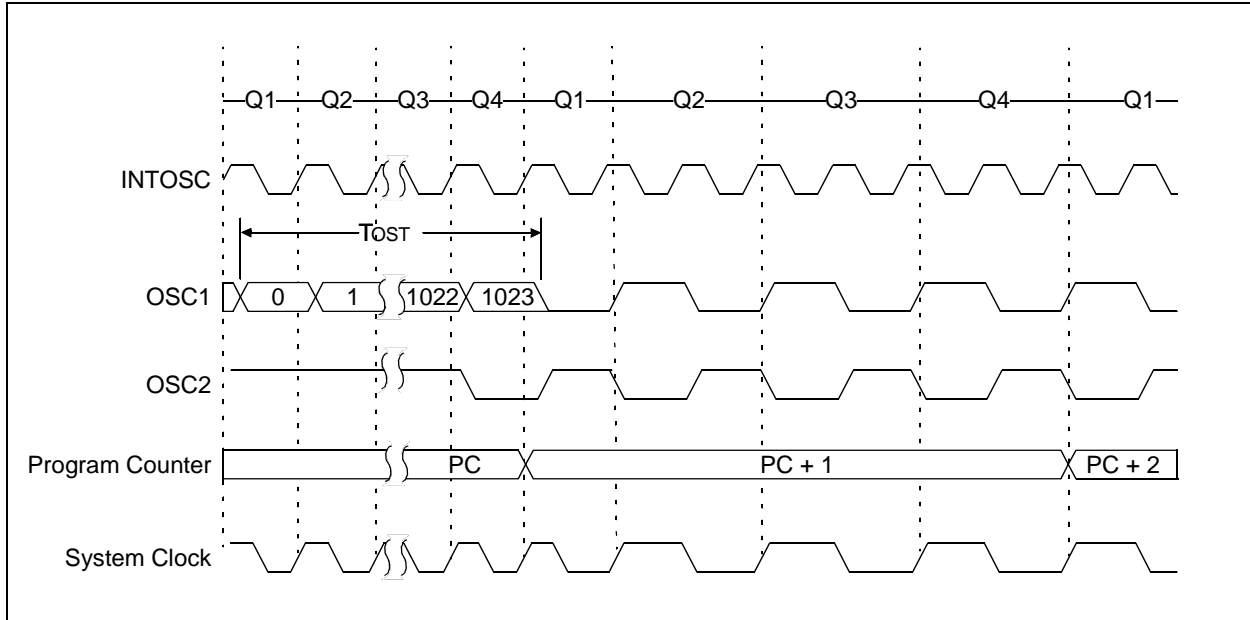 Q1 Q2 Q3 Q4 Q1 Q2 Q3 Q4 Q1
INTOSC
TOST
OSC1 0 1 1022 1023
OSC2
Program Counter PC PC + 1 PC + 2
System Clock